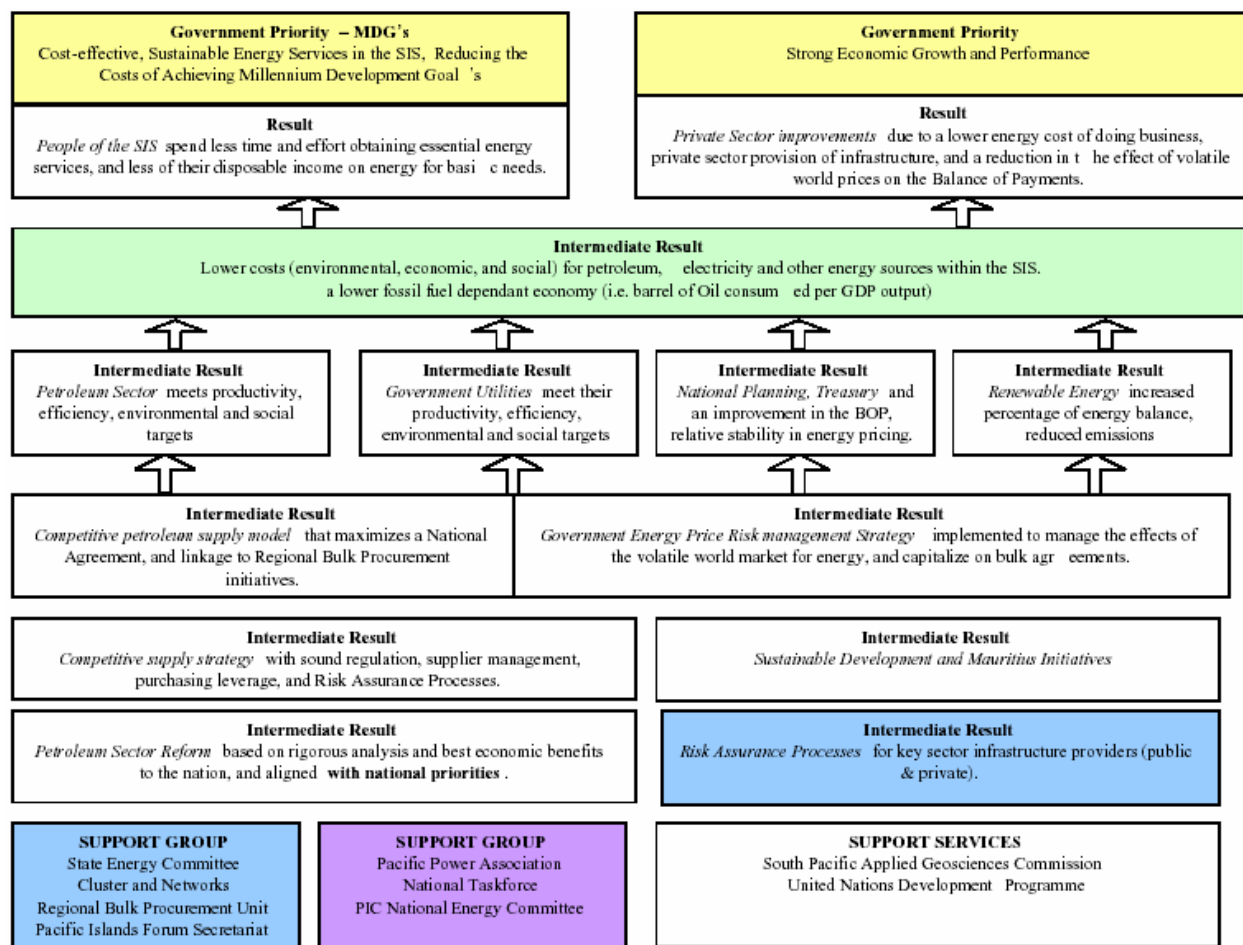 Government Priority – MDG's
Cost-effective, Sustainable Energy Services in the SIS, Reducing the
Costs of Achieving Millennium Development Goal 's
Result
People of the SIS spend less time and effort obtaining essential energy
services, and less of their disposable income on energy for basi c needs.
Government Priority
Strong Economic Growth and Performance
Result
Private Sector improvements due to a lower energy cost of doing business,
private sector provision of infrastructure, and a reduction in t he effect of volatile
world prices on the Balance of Payments.
Intermediate Result
Lower costs (environmental, economic, and social) for petroleum, electricity and other energy sources within the SIS.
a lower fossil fuel dependant economy (i.e. barrel of Oil consum ed per GDP output)
Intermediate Result
Petroleum Sector meets productivity,
efficiency, environmental and social
targets
Intermediate Result
Government Utilities meet their
productivity, efficiency,
environmental and social targets
Intermediate Result
National Planning, Treasury and
an improvement in the BOP,
relative stability in energy pricing.
Intermediate Result
Renewable Energy increased
percentage of energy balance,
reduced emissions
Intermediate Result
Competitive petroleum supply model that maximizes a National
Agreement, and linkage to Regional Bulk Procurement
initiatives.
Intermediate Result
Government Energy Price Risk management Strategy implemented to manage the effects of
the volatile world market for energy, and capitalize on bulk agr eements.
Intermediate Result
Competitive supply strategy with sound regulation, supplier management,
purchasing leverage, and Risk Assurance Processes.
Intermediate Result
Sustainable Development and Mauritius Initiatives
Intermediate Result
Petroleum Sector Reform based on rigorous analysis and best economic benefits
to the nation, and aligned with national priorities .
Intermediate Result
Risk Assurance Processes for key sector infrastructure providers (public
& private).
SUPPORT GROUP
State Energy Committee
Cluster and Networks
Regional Bulk Procurement Unit
Pacific Islands Forum Secretariat
SUPPORT GROUP
Pacific Power Association
National Taskforce
PIC National Energy Committee
SUPPORT SERVICES
South Pacific Applied Geosciences Commission
United Nations Development Programme